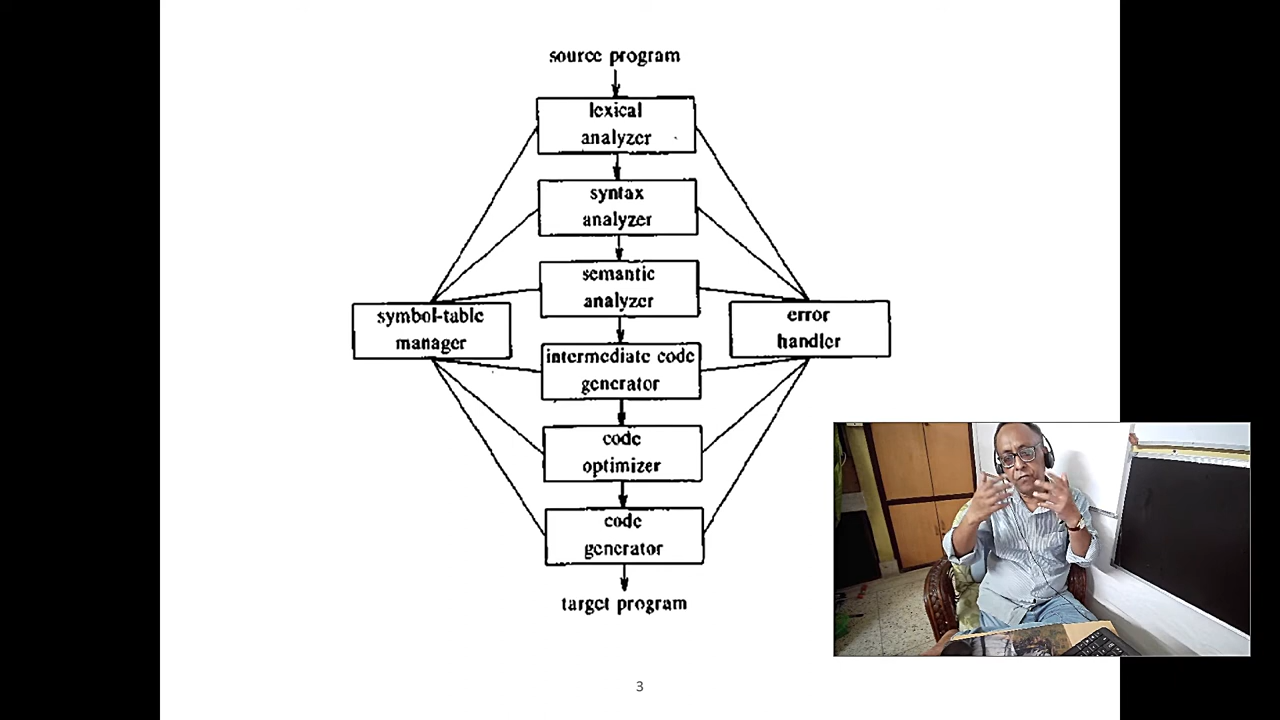 source program
lexical
analyzer
syntax
analyzer
semantic
analyzer
symbol-table
manager
error
handler
intermediate code
generator
code
optimizer
code
generator
target program
3